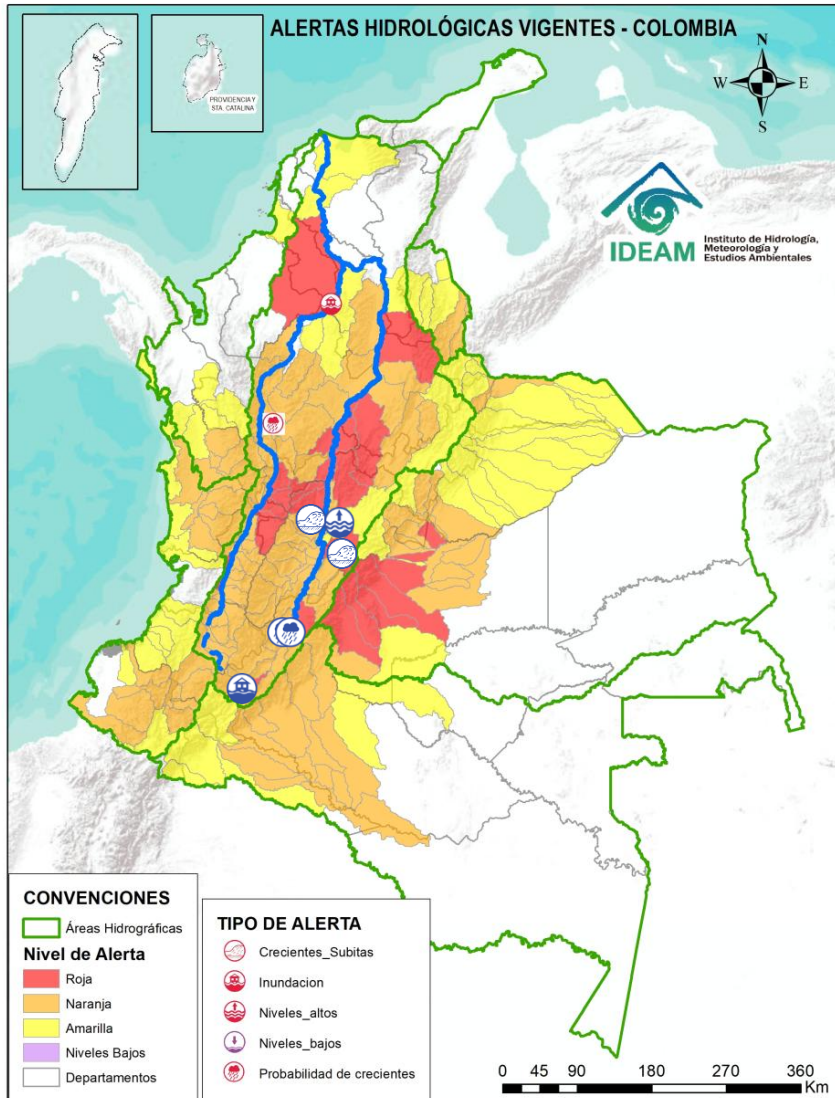 ALERTAS HIDROLÓGICAS VIGENTES - COLOMBIA
PROVIDENCIA Y
STA. CATALINA
N
W
E
S
IDEAM
Instituto de Hidrología,
Meteorología y
Estudios Ambientales
CONVENCIONES
Áreas Hidrográficas
Nivel de Alerta
Roja
Naranja
Amarilla
Niveles Bajos
Departamentos
TIPO DE ALERTA
Crecientes_Subitas
Inundacion
Niveles_altos
Niveles_bajos
Probabilidad de crecientes
0 45 90 180 270 360
Km